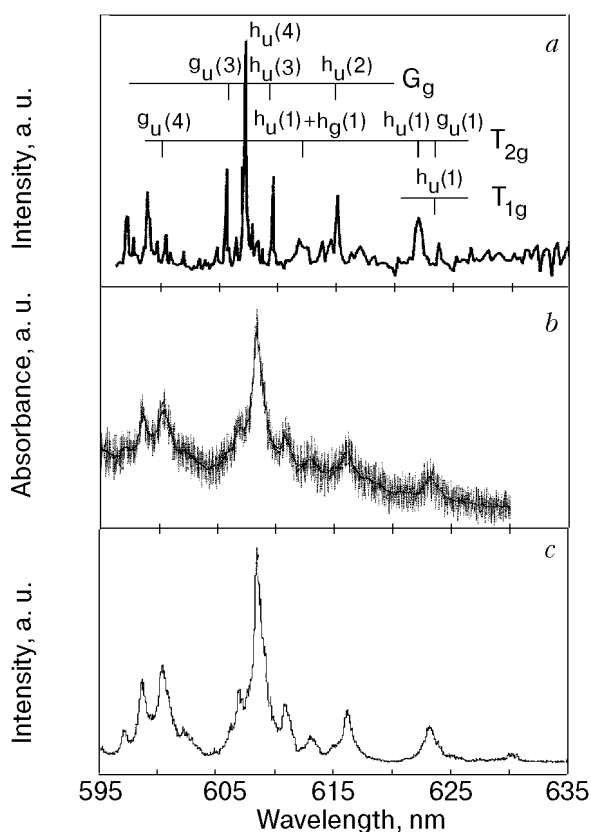 h_u(4)
a
g_u(3) h_u(3) h_u(2) G_g
g_u(4) h_u(1)+h_g(1) h_u(1) g_u(1) T_2g
h_u(1) T_1g
Intensity, a. u.
b
Absorbance, a. u.
c
Intensity, a. u.
595 605 615 625 635
Wavelength, nm